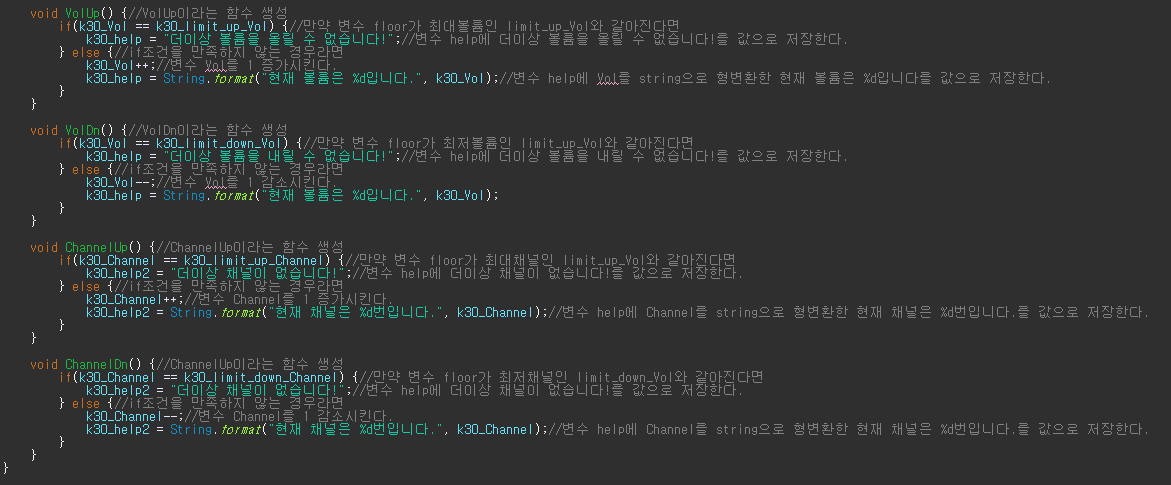 void VolUp() {//VolUp이라는 함수 생성
if(k30_Vol == k30_limit_up_Vol) {//만약 변수 floor가 최대볼륨인 limit_up_Vol와 같아진다면
k30_help = "더이상 볼륨을 올릴 수 없습니다!";//변수 help에 더이상 볼륨을 올릴 수 없습니다!를 값으로 저장한다.
} else {//if조건을 만족하지 않는 경우라면
k30_Vol++;//변수 Vol를 1 증가시킨다.
k30_help = String.format("현재 볼륨은 %d입니다.", k30_Vol);//변수 help에 Vol를 string으로 형변환한 현재 볼륨은 %d입니다를 값으로 저장한다.
}
}
void VolDn() {//VolDn이라는 함수 생성
if(k30_Vol == k30_limit_down_Vol) {//만약 변수 floor가 최저볼륨인 limit_up_Vol와 같아진다면
k30_help = "더이상 볼륨을 내릴 수 없습니다!";//변수 help에 더이상 볼륨을 내릴 수 없습니다!를 값으로 저장한다.
} else {//if조건을 만족하지 않는 경우라면
k30_Vol--;//변수 Vol를 1 감소시킨다.
k30_help = String.format("현재 볼륨은 %d입니다.", k30_Vol);
}
}
void ChannelUp() {//ChannelUp이라는 함수 생성
if(k30_Channel == k30_limit_up_Channel) {//만약 변수 floor가 최대채널인 limit_up_Vol와 같아진다면
k30_help2 = "더이상 채널이 없습니다!";//변수 help에 더이상 채널이 없습니다!를 값으로 저장한다.
} else {//if조건을 만족하지 않는 경우라면
k30_Channel++;//변수 Channel를 1 증가시킨다.
k30_help2 = String.format("현재 채널은 %d번입니다.", k30_Channel);//변수 help에 Channel를 string으로 형변환한 현재 채널은 %d번입니다.를 값으로 저장한다.
}
}
void ChannelDn() {//ChannelUp이라는 함수 생성
if(k30_Channel == k30_limit_down_Channel) {//만약 변수 floor가 최저채널인 limit_down_Vol와 같아진다면
k30_help2 = "더이상 채널이 없습니다!";//변수 help에 더이상 채널이 없습니다!를 값으로 저장한다.
} else {//if조건을 만족하지 않는 경우라면
k30_Channel--;//변수 Channel를 1 감소시킨다.
k30_help2 = String.format("현재 채널은 %d번입니다.", k30_Channel);//변수 help에 Channel를 string으로 형변환한 현재 채널은 %d번입니다.를 값으로 저장한다.
}
}
}